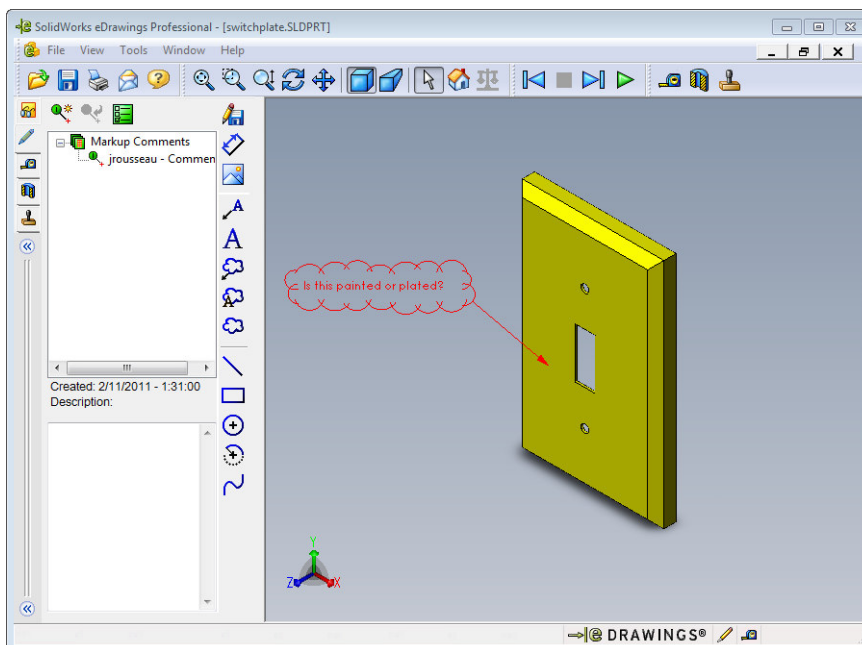 SolidWorks eDrawings Professional - [switchplate.SLDPRT]
File View Tools Window Help
Markup Comments
jrousseau - Commen
A
A
A
Is this painted or plated?
Created: 2/11/2011 - 1:31:00
Description:
Y
Z X
e DRAWINGS®